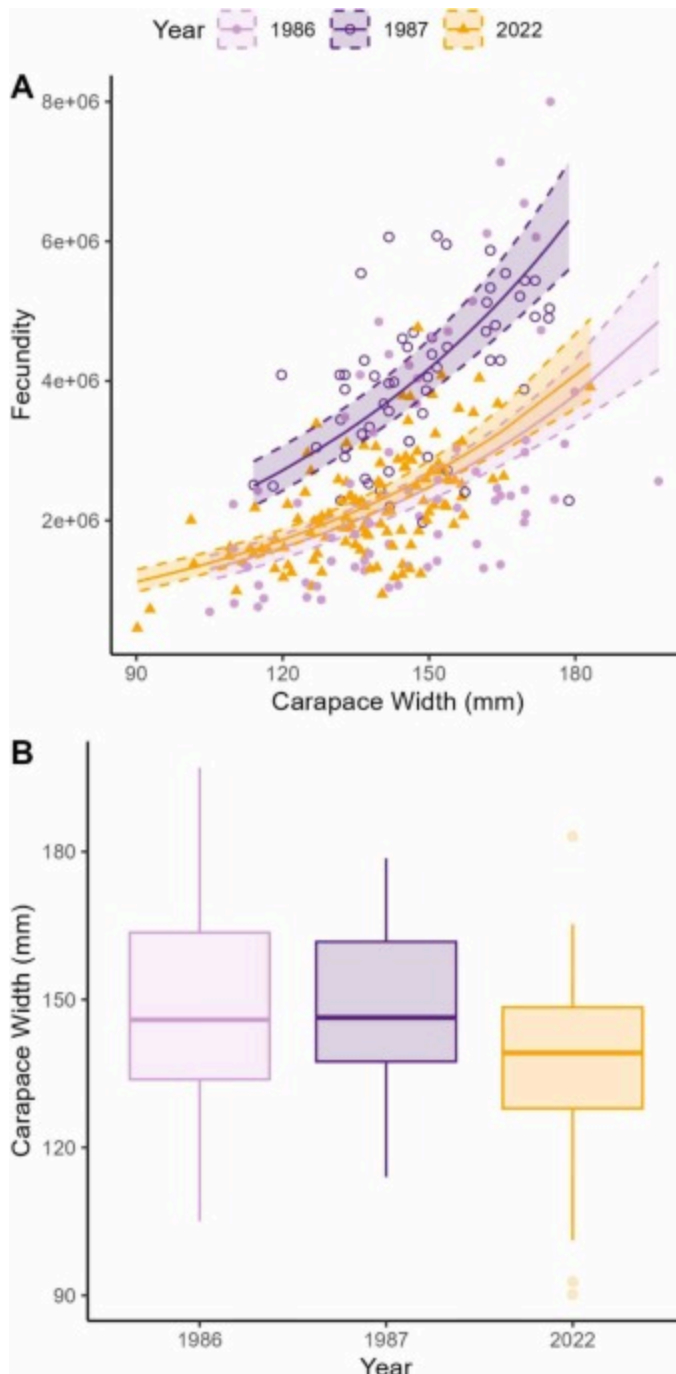 Year 1986 1987 2022
A
8e+06
6e+06
4e+06
2e+06
Fecundity
90 120 150 180
Carapace Width (mm)
B
180
150
120
90
Carapace Width (mm)
1986 1987 2022
Year